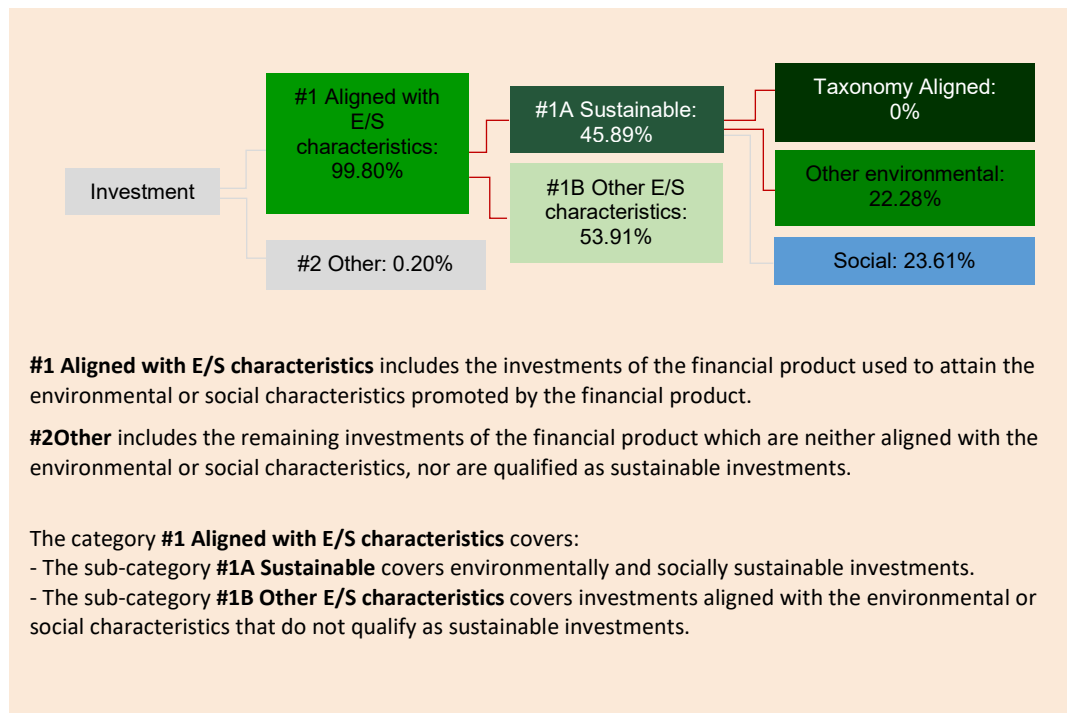 Investment
#1 Aligned with
E/S
characteristics:
99.80%
#2 Other: 0.20%
#1A Sustainable:
45.89%
#1B Other E/S
characteristics:
53.91%
Taxonomy Aligned:
0%
Other environmental:
22.28%
Social: 23.61%
#1 Aligned with E/S characteristics includes the investments of the financial product used to attain the
environmental or social characteristics promoted by the financial product.
#2Other includes the remaining investments of the financial product which are neither aligned with the
environmental or social characteristics, nor are qualified as sustainable investments.
The category #1 Aligned with E/S characteristics covers:
- The sub-category #1A Sustainable covers environmentally and socially sustainable investments.
- The sub-category #1B Other E/S characteristics covers investments aligned with the environmental or
social characteristics that do not qualify as sustainable investments.